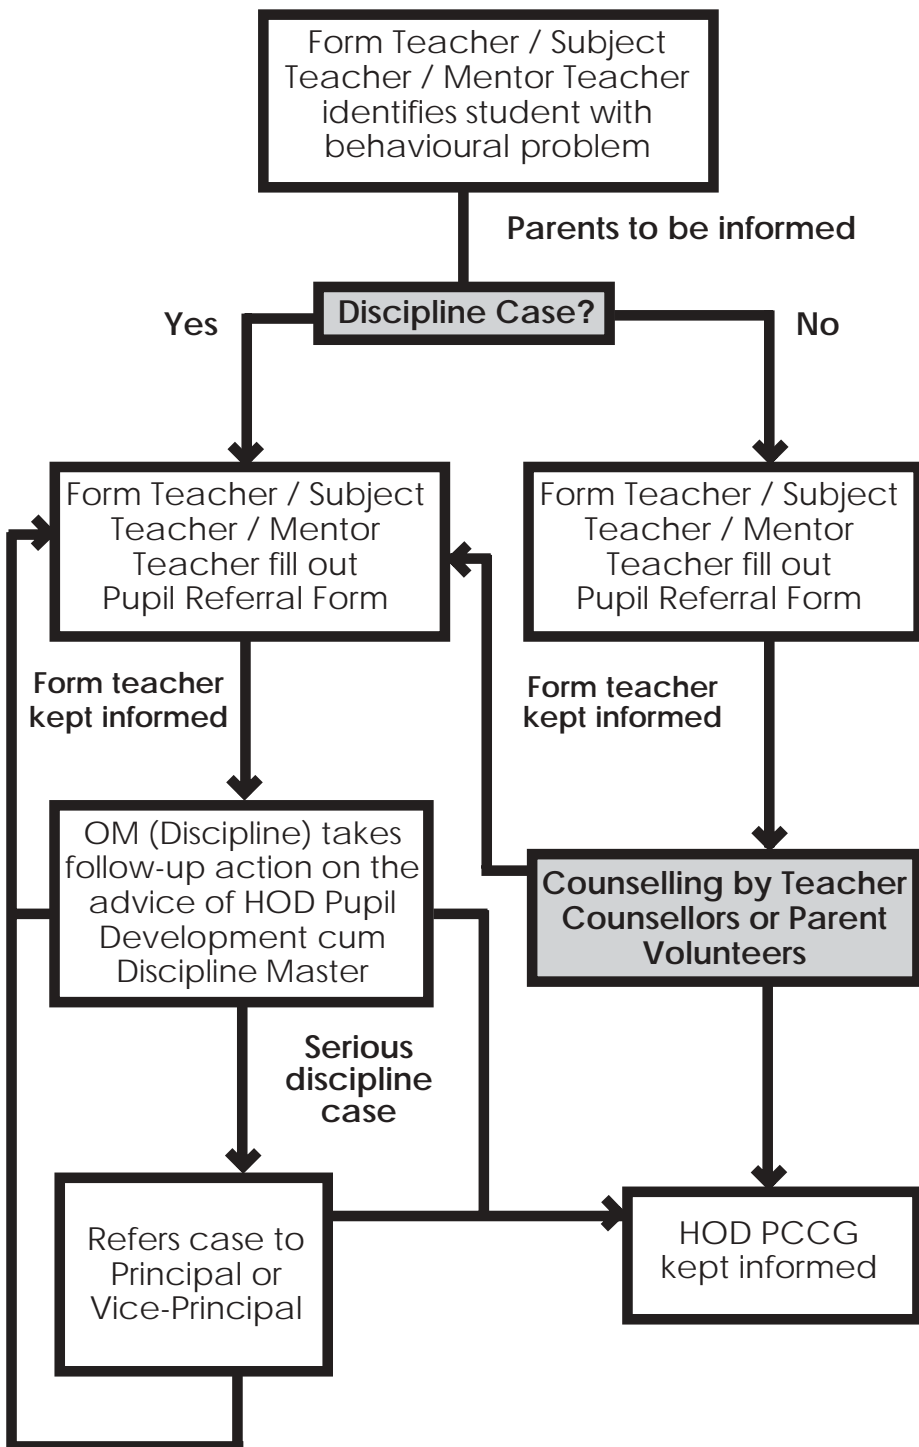 Form Teacher / Subject
Teacher / Mentor Teacher
identifies student with
behavioural problem
Parents to be informed
Discipline Case?
Yes
No
Form Teacher / Subject
Teacher / Mentor
Teacher fill out
Pupil Referral Form
Form Teacher / Subject
Teacher / Mentor
Teacher fill out
Pupil Referral Form
Form teacher
kept informed
Form teacher
kept informed
OM (Discipline) takes
follow-up action on the
advice of HOD Pupil
Development cum
Discipline Master
Counselling by Teacher
Counsellors or Parent
Volunteers
Serious
discipline
case
Refers case to
Principal or
Vice-Principal
HOD PCCG
kept informed